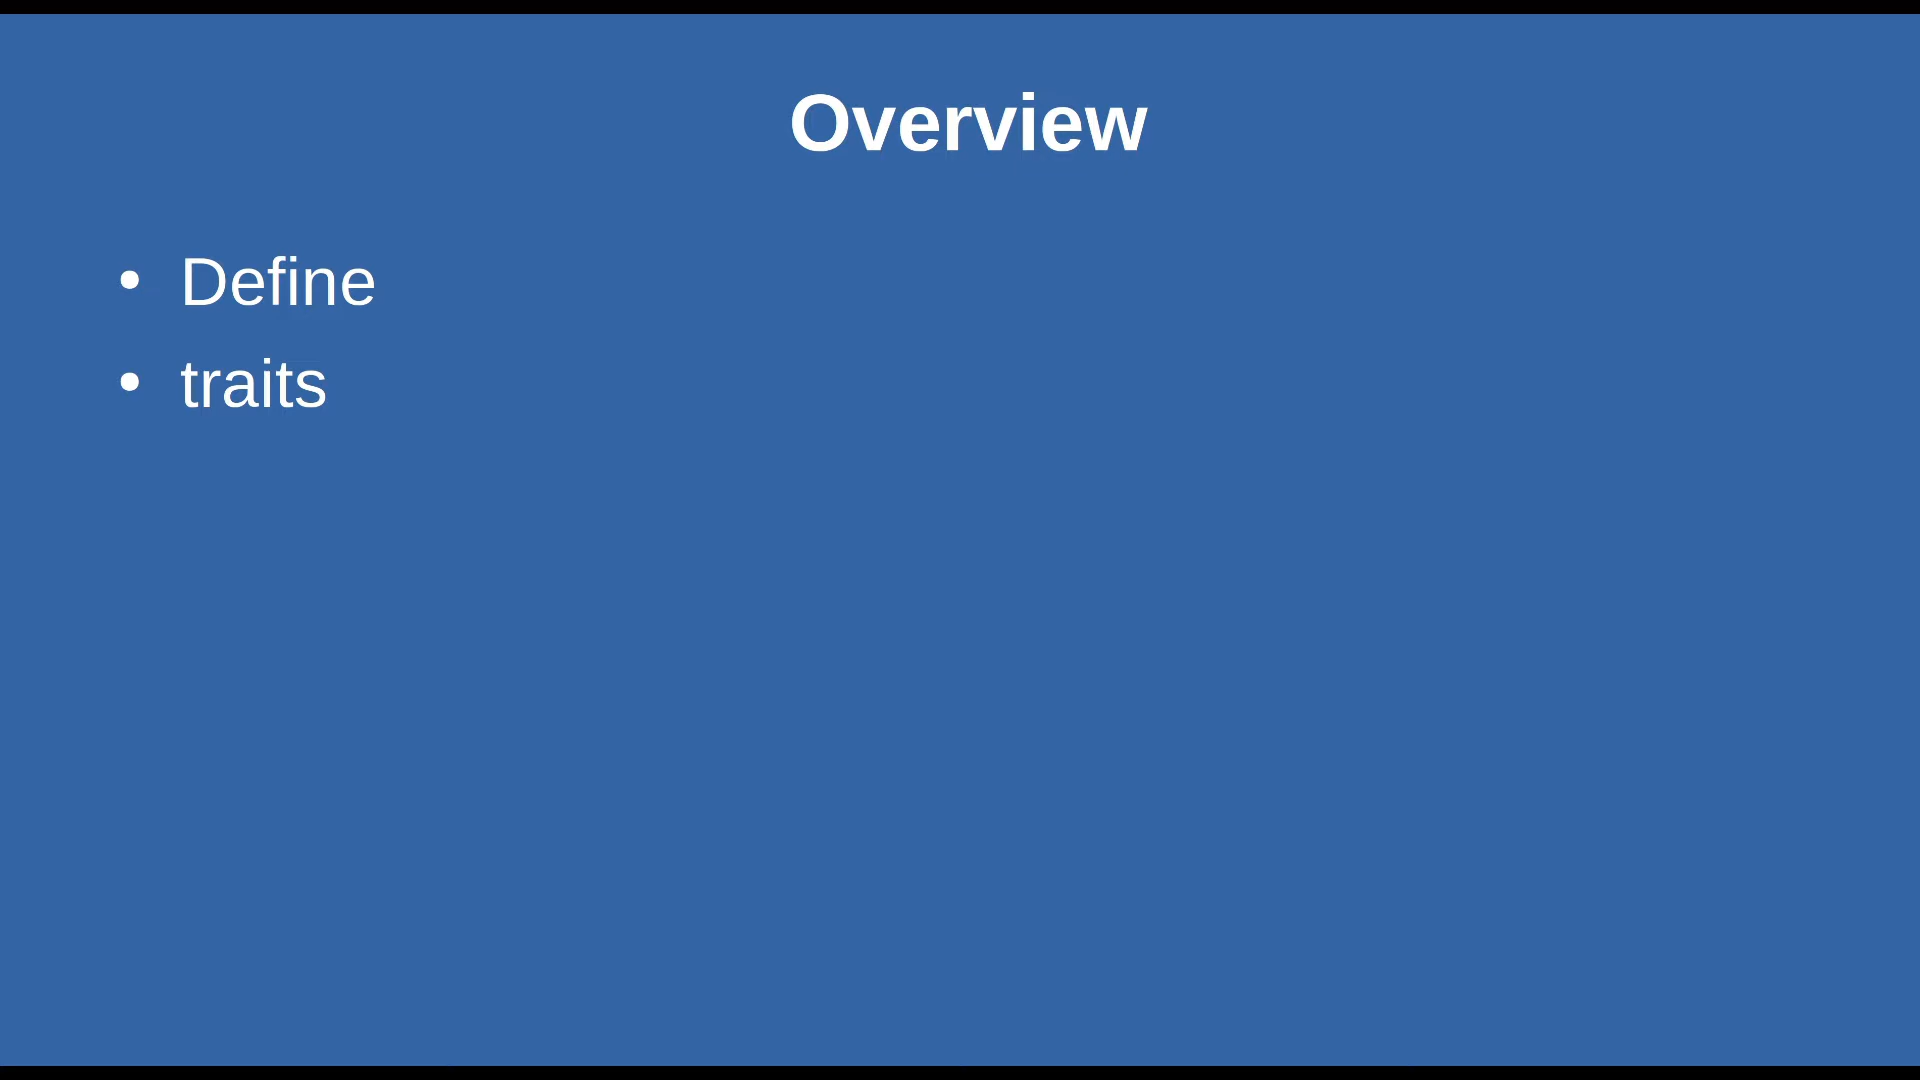 Overview
• Define
• traits